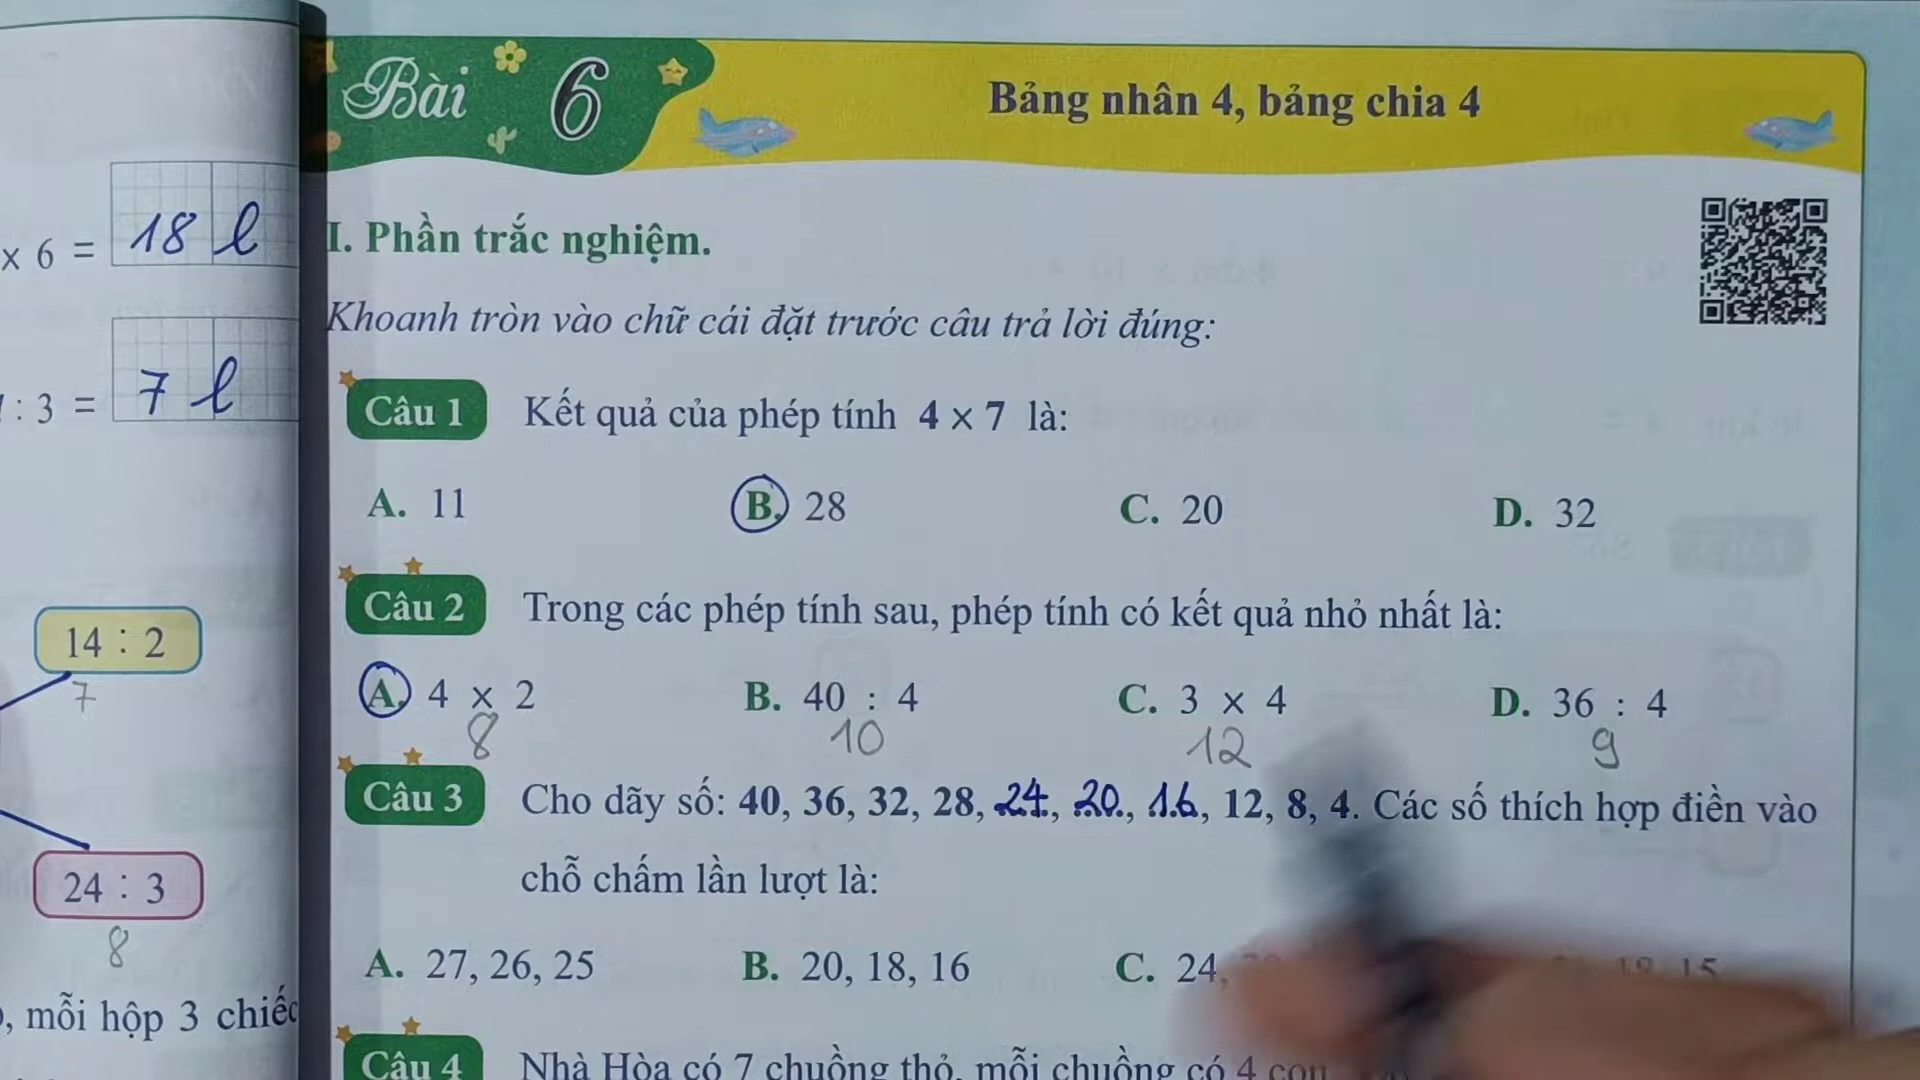 x 6 = 18 l
: 3 = 7 l
14 : 2
7
24 : 3
8
, mỗi hộp 3 chiếc
Bài 6
Bảng nhân 4, bảng chia 4
I. Phần trắc nghiệm.
Khoanh tròn vào chữ cái đặt trước câu trả lời đúng:
Câu 1 Kết quả của phép tính 4 × 7 là:
A. 11 B. 28 C. 20 D. 32
Câu 2 Trong các phép tính sau, phép tính có kết quả nhỏ nhất là:
A. 4 x 2 B. 40 : 4 C. 3 x 4 D. 36 : 4
8 10 12 9
Câu 3 Cho dãy số: 40, 36, 32, 28, 24, 20, 16, 12, 8, 4. Các số thích hợp điền vào
chỗ chấm lần lượt là:
A. 27, 26, 25 B. 20, 18, 16 C. 24,
Câu 4 Nhà Hòa có 7 chuồng thỏ, mỗi chuồng có 4 con